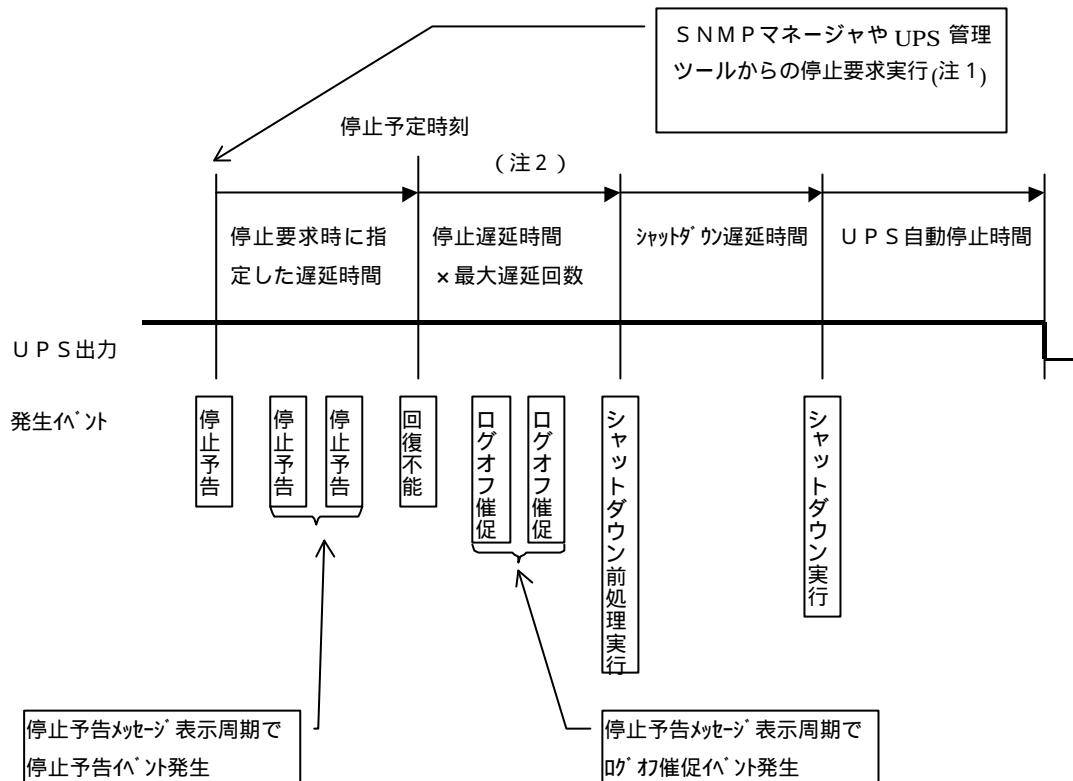 ＳＮＭＰマネージャや UPS 管理
ツールからの停止要求実行(注1)
停止予定時刻
（注２）
停止要求時に指
定した遅延時間
停止遅延時間
×最大遅延回数
ｼｬｯﾄﾀﾞｳﾝ遅延時間
ＵＰＳ自動停止時間
ＵＰＳ出力
発生ｲﾍﾞﾝﾄ
停止予告
停止予告
停止予告
回復不能
ログオフ催促
ログオフ催促
シャットダウン前処理実行
シャットダウン実行
停止予告ﾒｯｾｰｼﾞ表示周期で
停止予告ｲﾍﾞﾝﾄ発生
停止予告ﾒｯｾｰｼﾞ表示周期で
ﾛｸﾞｵﾌ催促ｲﾍﾞﾝﾄ発生